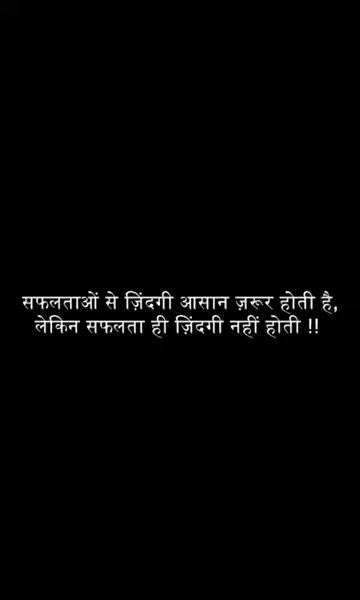 सफलताओं से ज़िंदगी आसान ज़रूर होती है,
लेकिन सफलता ही ज़िंदगी नहीं होती !!